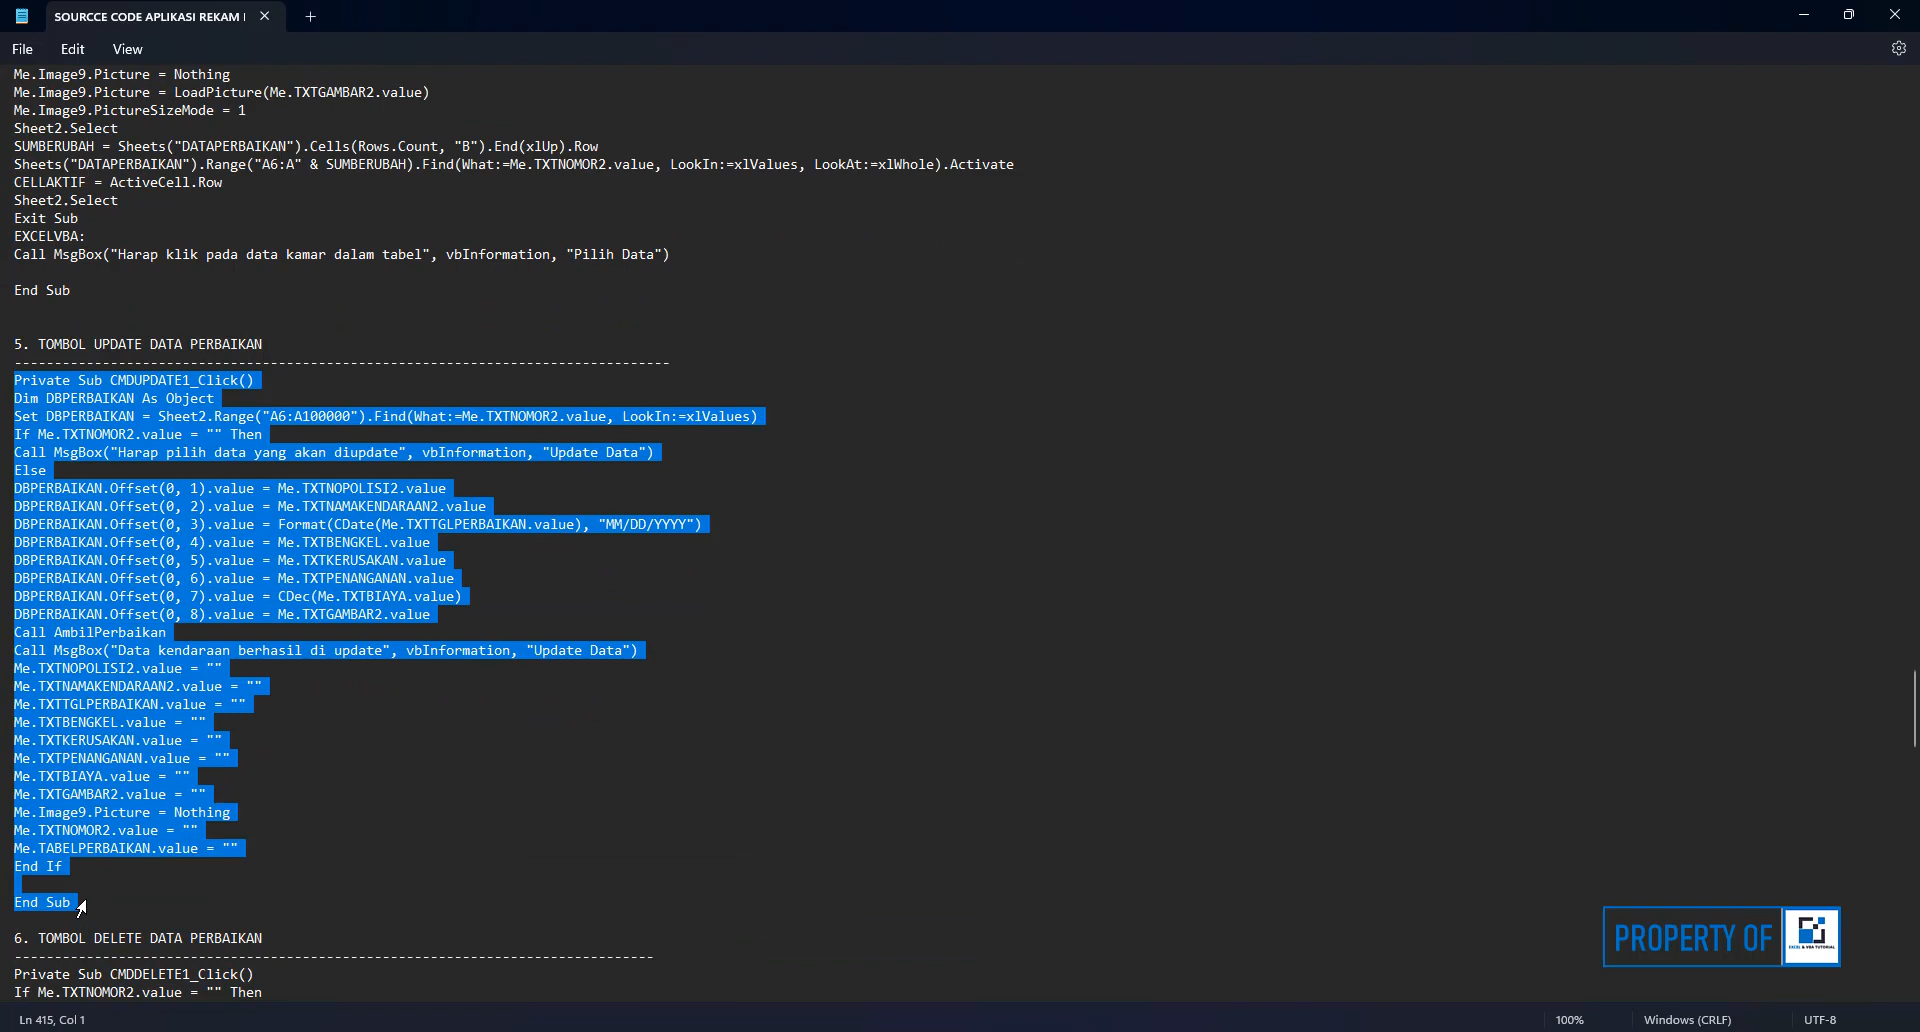 SOURCCE CODE APLIKASI REKAM
File Edit View
Me.Image9.Picture = Nothing
Me.Image9.Picture = LoadPicture(Me.TXTGAMBAR2.value)
Me.Image9.PictureSizeMode = 1
Sheet2.Select
SUMBERUBAH = Sheets("DATAPERBAIKAN").Cells(Rows.Count, "B").End(xlUp).Row
Sheets("DATAPERBAIKAN").Range("A6:A" & SUMBERUBAH).Find(What:=Me.TXTNOMOR2.value, LookIn:=xlValues, LookAt:=xlWhole).Activate
CELLAKTIF = ActiveCell.Row
Sheet2.Select
Exit Sub
EXCELVBA:
Call MsgBox("Harap klik pada data kamar dalam tabel", vbInformation, "Pilih Data")
End Sub
5. TOMBOL UPDATE DATA PERBAIKAN
----------------------------------------------------------------------------------
Private Sub CMDUPDATE1_Click()
Dim DBPERBAIKAN As Object
Set DBPERBAIKAN = Sheet2.Range("A6:A100000").Find(What:=Me.TXTNOMOR2.value, LookIn:=xlValues)
If Me.TXTNOMOR2.value = "" Then
Call MsgBox("Harap pilih data yang akan diupdate", vbInformation, "Update Data")
Else
DBPERBAIKAN.Offset(0, 1).value = Me.TXTNOPOLISI2.value
DBPERBAIKAN.Offset(0, 2).value = Me.TXTNAMAKENDARAAN2.value
DBPERBAIKAN.Offset(0, 3).value = Format(CDate(Me.TXTTGLPERBAIKAN.value), "MM/DD/YYYY")
DBPERBAIKAN.Offset(0, 4).value = Me.TXTBENGKEL.value
DBPERBAIKAN.Offset(0, 5).value = Me.TXTKERUSAKAN.value
DBPERBAIKAN.Offset(0, 6).value = Me.TXTPENANGANAN.value
DBPERBAIKAN.Offset(0, 7).value = CDec(Me.TXTBIAYA.value)
DBPERBAIKAN.Offset(0, 8).value = Me.TXTGAMBAR2.value
Call AmbilPerbaikan
Call MsgBox("Data kendaraan berhasil di update", vbInformation, "Update Data")
Me.TXTNOPOLISI2.value = ""
Me.TXTNAMAKENDARAAN2.value = ""
Me.TXTTGLPERBAIKAN.value = ""
Me.TXTBENGKEL.value = ""
Me.TXTKERUSAKAN.value = ""
Me.TXTPENANGANAN.value = ""
Me.TXTBIAYA.value = ""
Me.TXTGAMBAR2.value = ""
Me.Image9.Picture = Nothing
Me.TXTNOMOR2.value = ""
Me.TABELPERBAIKAN.value = ""
End If
End Sub
6. TOMBOL DELETE DATA PERBAIKAN
--------------------------------------------------------------------------------
Private Sub CMDDELETE1_Click()
If Me.TXTNOMOR2.value = "" Then
PROPERTY OF
EXCEL & VBA TUTORIAL
Ln 415, Col 1
100%
Windows (CRLF)
UTF-8